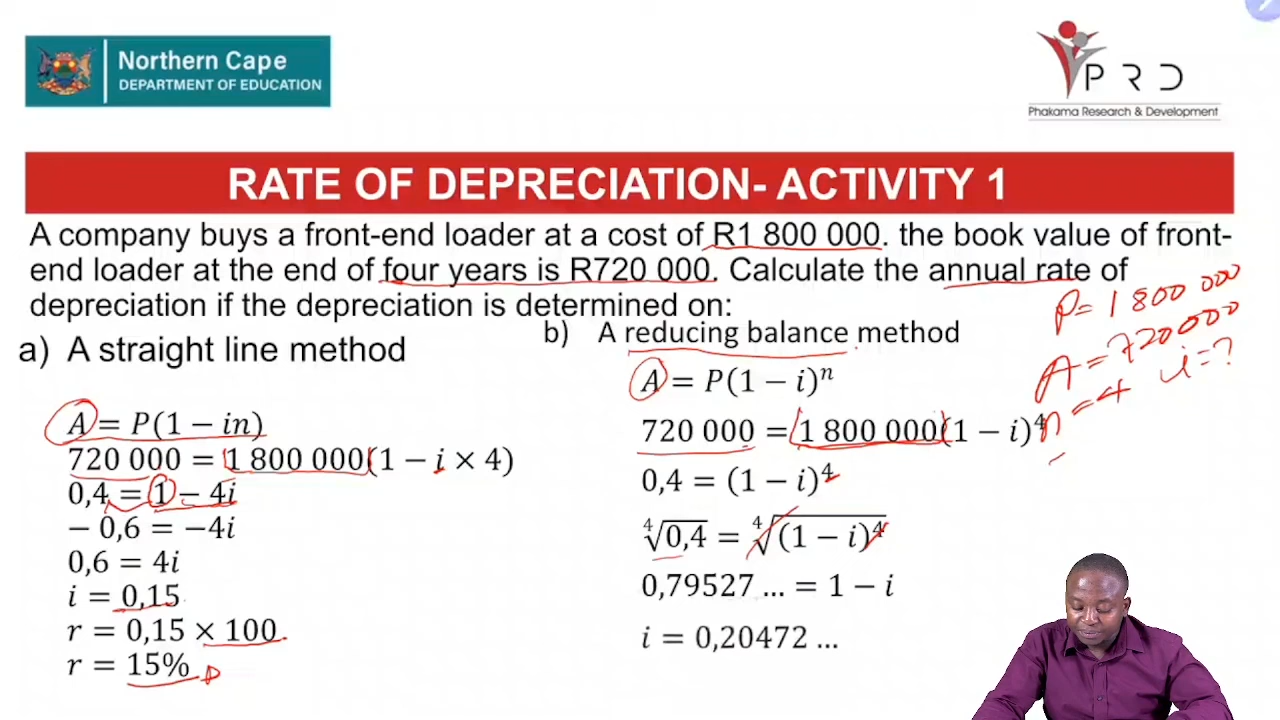 Northern Cape
DEPARTMENT OF EDUCATION
PRD
Phakama Research & Development
RATE OF DEPRECIATION- ACTIVITY 1
A company buys a front-end loader at a cost of R1 800 000. the book value of front-
end loader at the end of four years is R720 000. Calculate the annual rate of
depreciation if the depreciation is determined on:
a) A straight line method
A = P(1 − in)
720 000 = 1 800 000(1 − i × 4)
0,4 = 1 − 4i
− 0,6 = −4i
0,6 = 4i
i = 0,15
r = 0,15 × 100
r = 15%
b) A reducing balance method
A = P(1 − i)ⁿ
720 000 = 1 800 000(1 − i)⁴
0,4 = (1 − i)⁴
⁴√0,4 = ⁴√(1 − i)⁴
0,79527 ... = 1 − i
i = 0,20472 ...
P= 1 800 000
A = 720 000
n = 4 i = ?